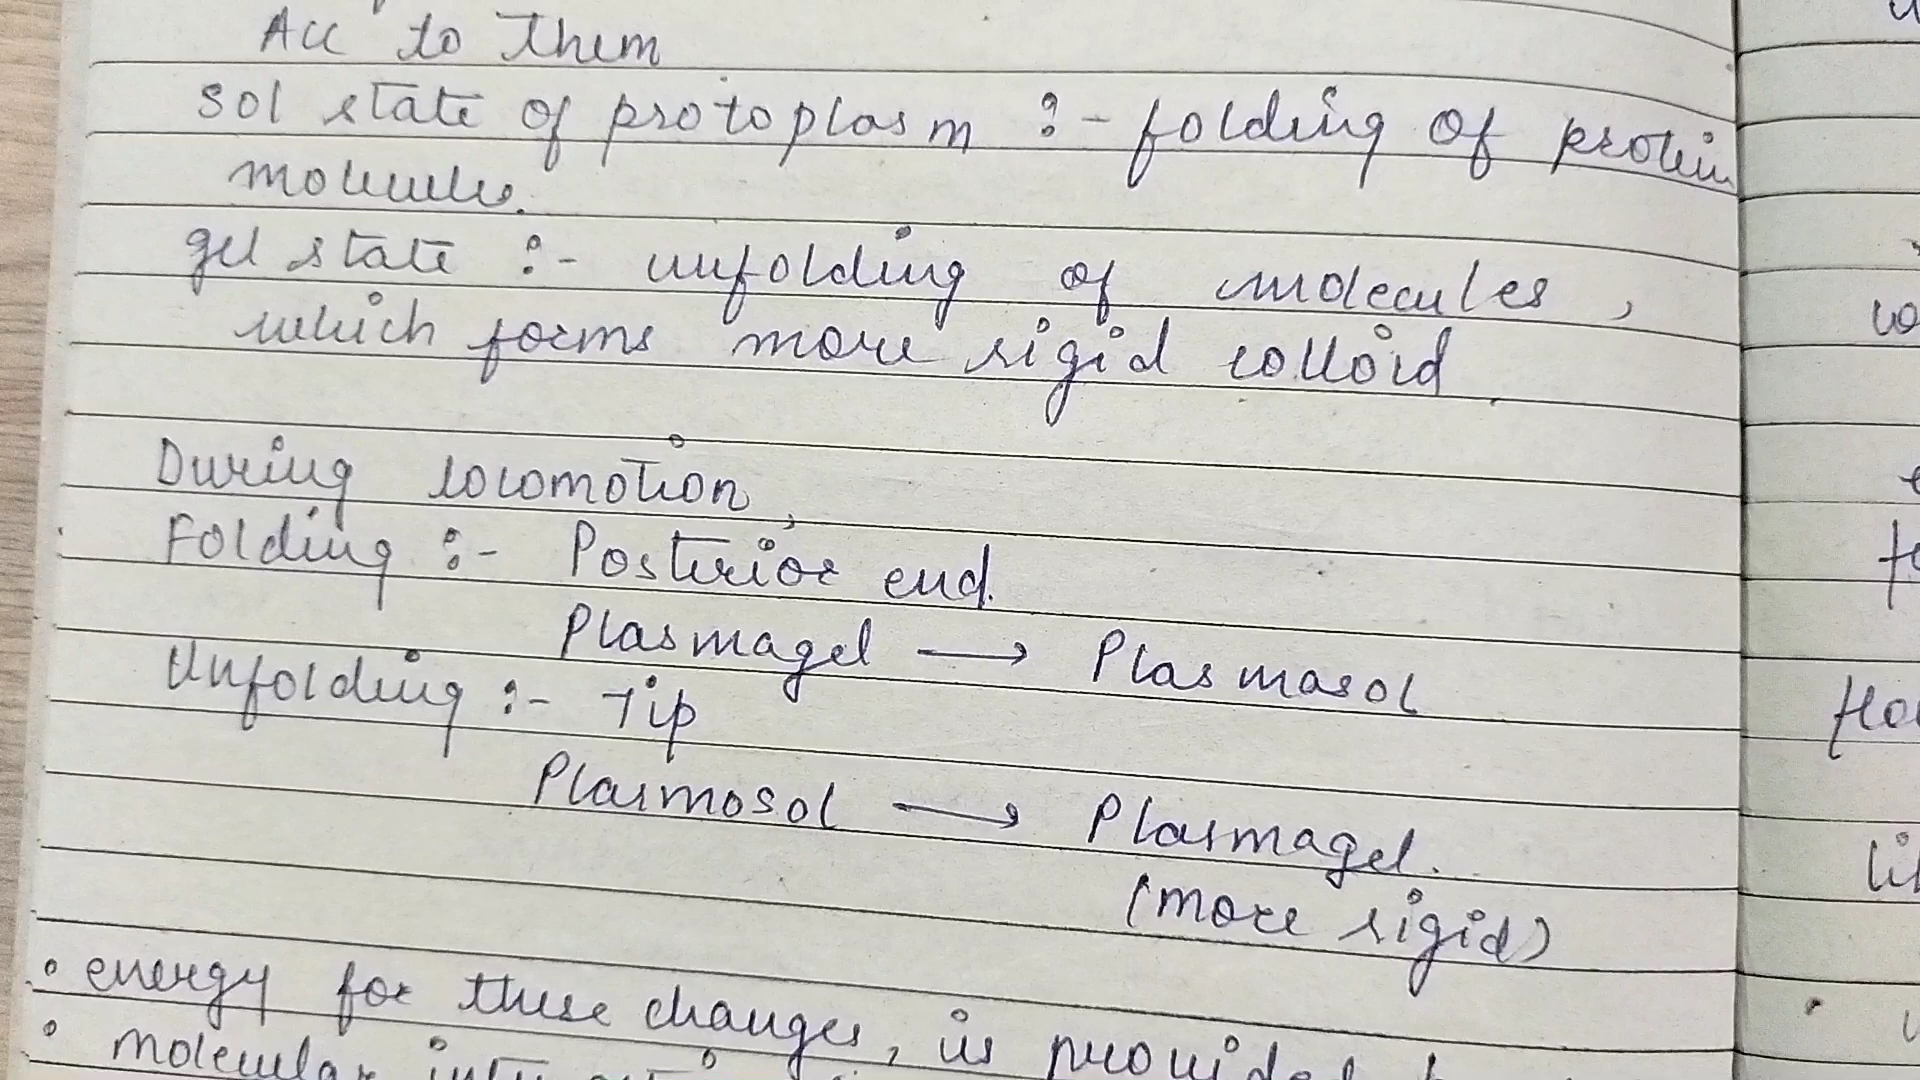 Acc to them
sol state of protoplasm :- folding of protein
molecules.
gel state :- unfolding of molecules,
which forms more rigid colloid
During locomotion,
Folding :- Posterior end.
Plasmagel → Plasmasol
Unfolding :- Tip
Plasmosol → Plasmagel.
(more rigid)
• energy for these changes, is provided
• molecular